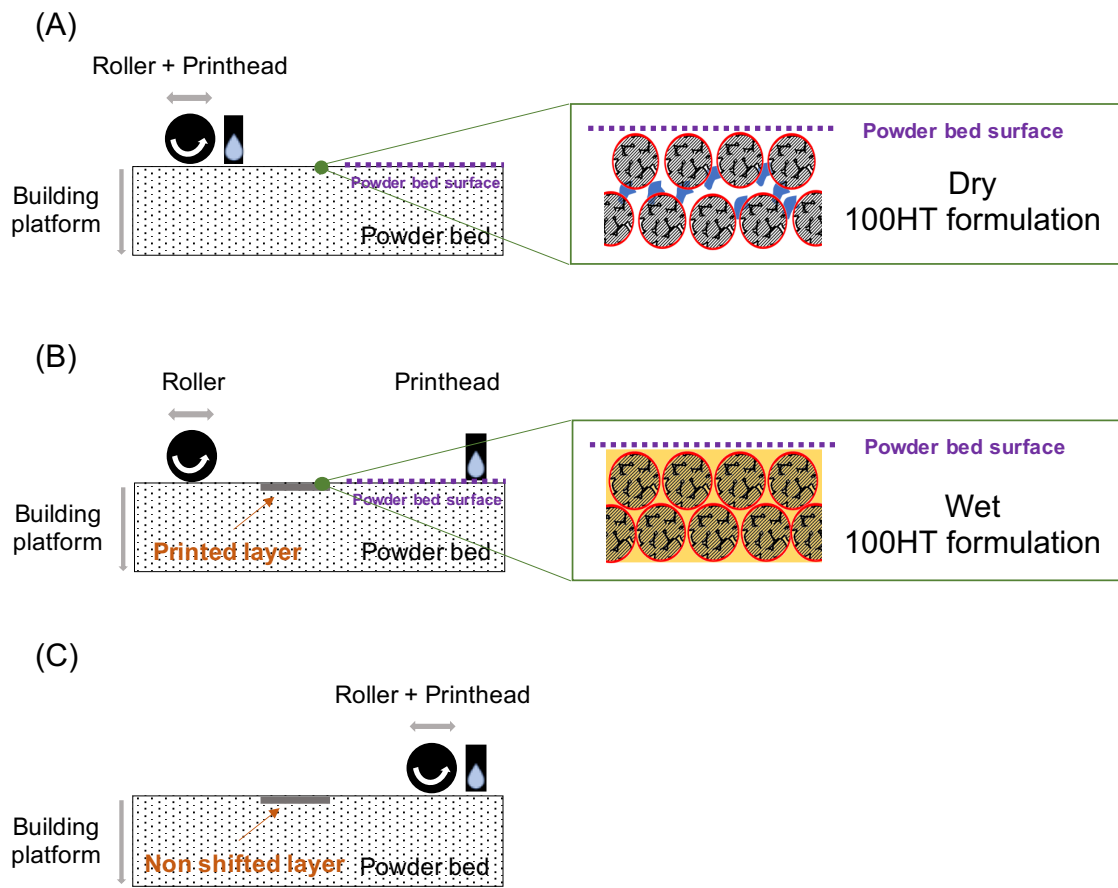 (A)
Roller + Printhead
Building
platform
Powder bed surface
Powder bed
Powder bed surface
Dry
100HT formulation
(B)
Roller
Printhead
Building
platform
Powder bed surface
Printed layer
Powder bed
Powder bed surface
Wet
100HT formulation
(C)
Roller + Printhead
Building
platform
Non shifted layer
Powder bed